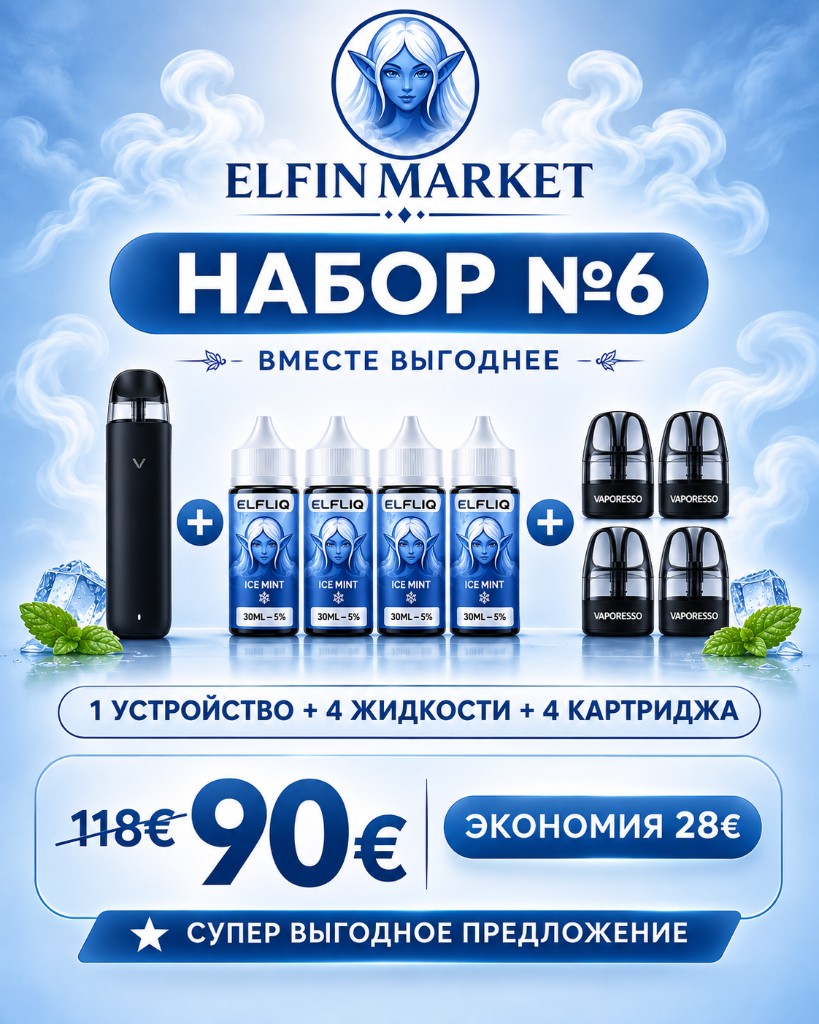 ELFIN MARKET
НАБОР №6
ВМЕСТЕ ВЫГОДНЕЕ
V
ELFLIQ ELFLIQ ELFLIQ ELFLIQ
ICE MINT ICE MINT ICE MINT ICE MINT
30ML – 5% 30ML – 5% 30ML – 5% 30ML – 5%
+ +
VAPORESSO VAPORESSO
VAPORESSO VAPORESSO
1 УСТРОЙСТВО + 4 ЖИДКОСТИ + 4 КАРТРИДЖА
118€ 90€
ЭКОНОМИЯ 28€
СУПЕР ВЫГОДНОЕ ПРЕДЛОЖЕНИЕ